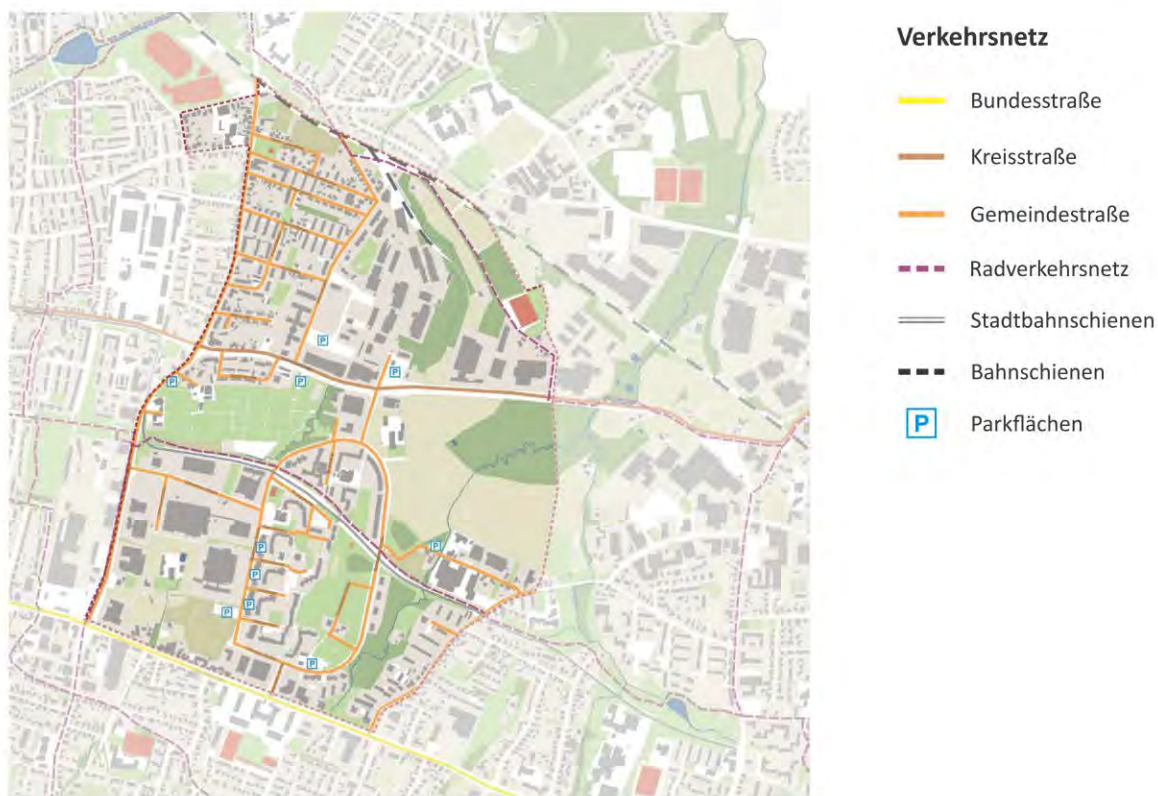 Verkehrsnetz
Bundesstraße
Kreisstraße
Gemeindestraße
Radverkehrsnetz
Stadtbahnschienen
Bahnschienen
P Parkflächen
P
P
P
P
P
P
P
P
P
P